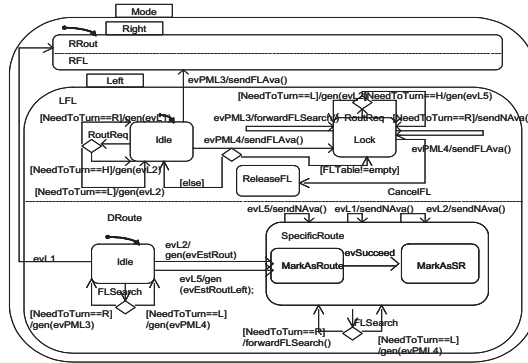 Mode
Right
RRout
RFL
Left
evPML3/sendFLAva()
LFL
[NeedToTurn==L]/gen(evL2)
[NeedToTurn==H]/gen(evL5)
[NeedToTurn==R]/gen(evL1)
evPML3/forwardFLSearch()
RoutReq
[NeedToTurn==R]/sendNAva()
RoutReq
Idle
Lock
evPML4/sendFLAva()
evPML4/sendFLAva()
[NeedToTurn==H]/gen(evL2)
[FLTable!=empty]
[NeedToTurn==L]/gen(evL2)
[else]
ReleaseFL
CancelFL
evL5/sendNAva()
evL1/sendNAva()
evL2/sendNAva()
DRoute
SpecificRoute
evL1
Idle
evL2/
gen(evEstRout)
MarkAsRoute
evSucceed
MarkAsSR
evL5/gen
(evEstRoutLeft);
FLSearch
[NeedToTurn==R]
/gen(evPML3)
[NeedToTurn==L]
/gen(evPML4)
FLSearch
[NeedToTurn==R]
/forwardFLSearch()
[NeedToTurn==L]
/gen(evPML4)